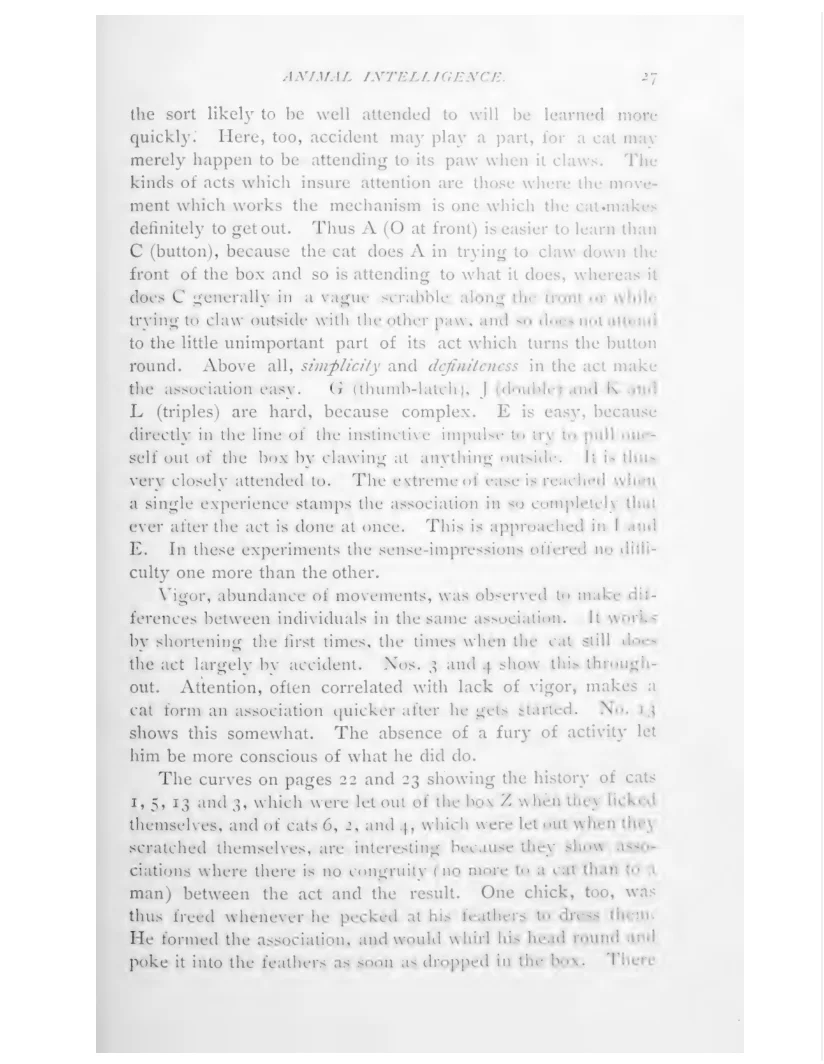 ANIMAL INTELLIGENCE. 27
the sort likely to be well attended to will be learned more
quickly. Here, too, accident may play a part, for a cat may
merely happen to be attending to its paw when it claws. The
kinds of acts which insure attention are those where the move-
ment which works the mechanism is one which the cat makes
definitely to get out. Thus A (O at front) is easier to learn than
C (button), because the cat does A in trying to claw down the
front of the box and so is attending to what it does, whereas it
does C generally in a vague scrabble along the front or while
trying to claw outside with the other paw, and so does not attend
to the little unimportant part of its act which turns the button
round. Above all, simplicity and definiteness in the act make
the association easy. G (thumb-latch), J (double) and K and
L (triples) are hard, because complex. E is easy, because
directly in the line of the instinctive impulse to try to pull one-
self out of the box by clawing at anything outside. It is thus
very closely attended to. The extreme of ease is reached when
a single experience stamps the association in so completely that
ever after the act is done at once. This is approached in I and
E. In these experiments the sense-impressions offered no diffi-
culty one more than the other.
Vigor, abundance of movements, was observed to make dif-
ferences between individuals in the same association. It works
by shortening the first times, the times when the cat still does
the act largely by accident. Nos. 3 and 4 show this through-
out. Attention, often correlated with lack of vigor, makes a
cat form an association quicker after he gets started. No. 13
shows this somewhat. The absence of a fury of activity let
him be more conscious of what he did do.
The curves on pages 22 and 23 showing the history of cats
1, 5, 13 and 3, which were let out of the box Z when they licked
themselves, and of cats 6, 2, and 4, which were let out when they
scratched themselves, are interesting because they show asso-
ciations where there is no congruity (no more to a cat than to a
man) between the act and the result. One chick, too, was
thus freed whenever he pecked at his feathers to dress them.
He formed the association, and would whirl his head round and
poke it into the feathers as soon as dropped in the box. There